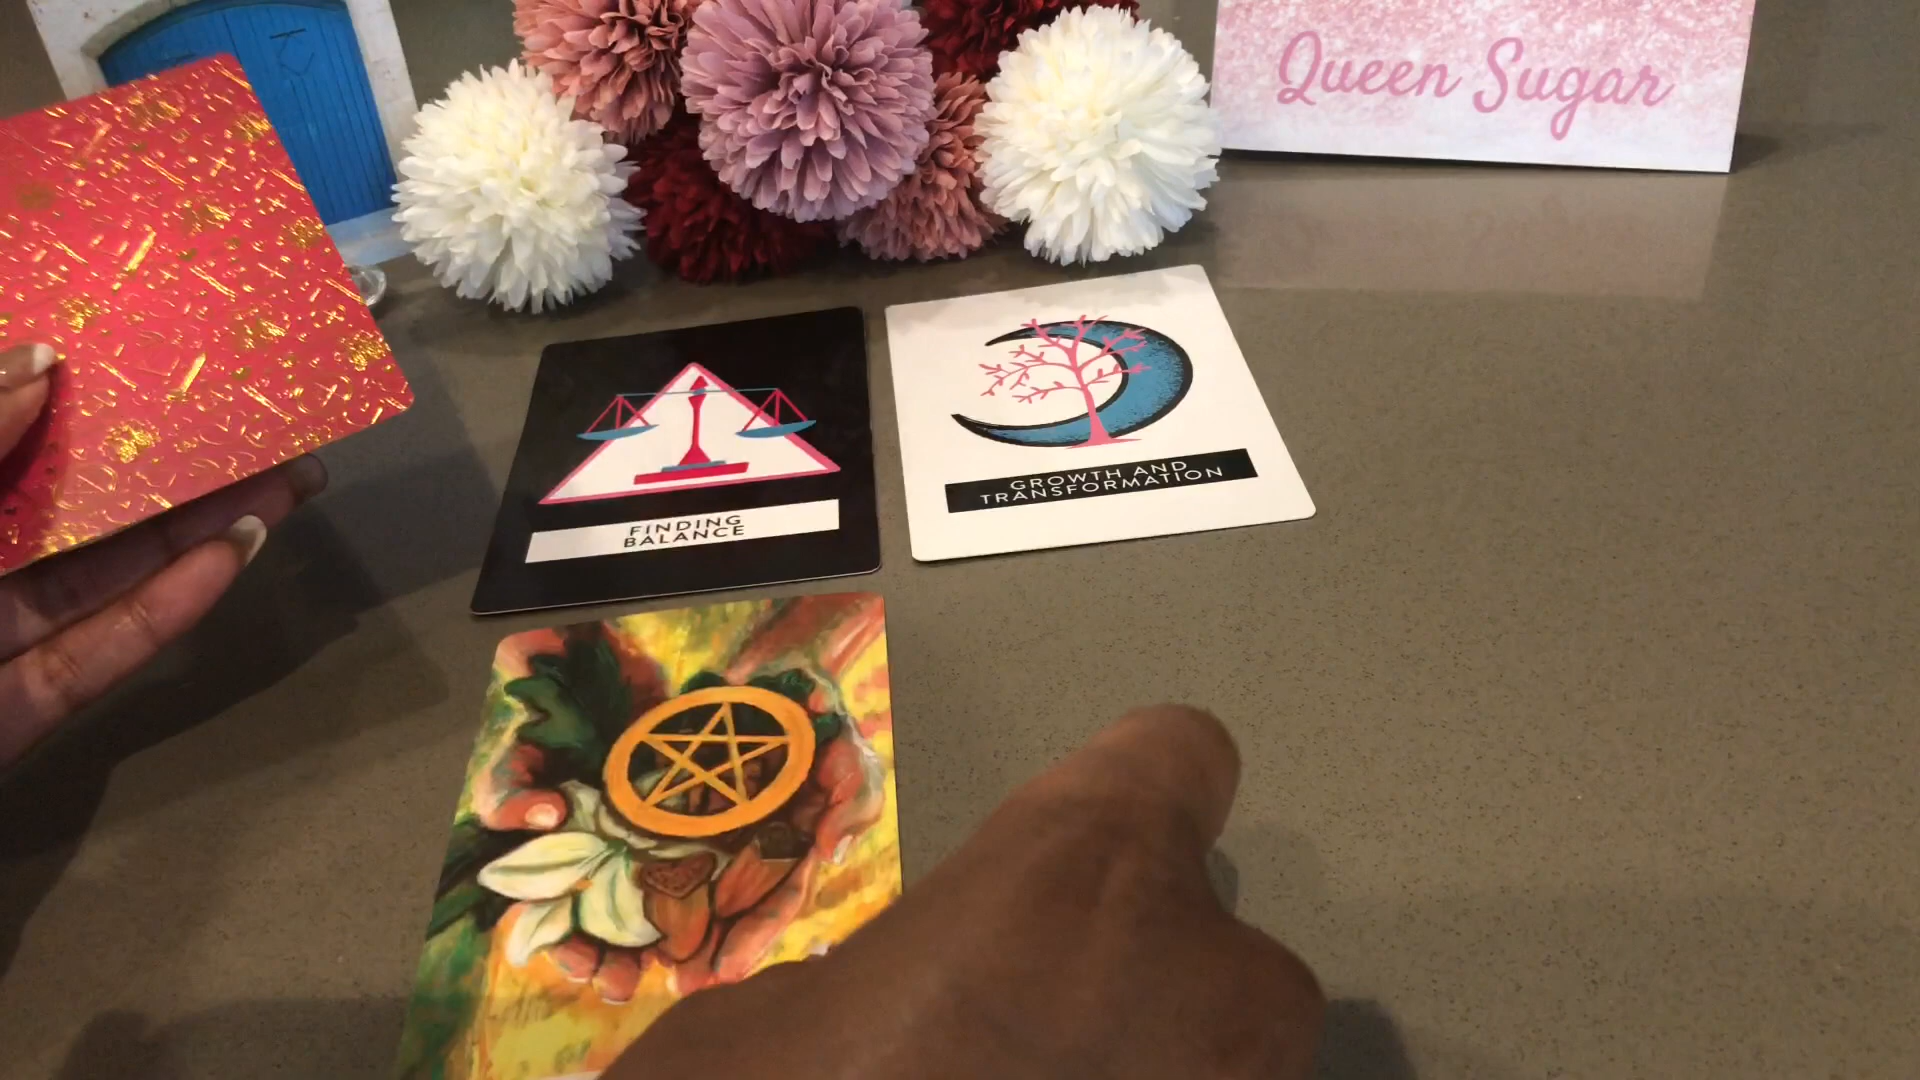 Queen Sugar
FINDING
BALANCE
GROWTH AND
TRANSFORMATION